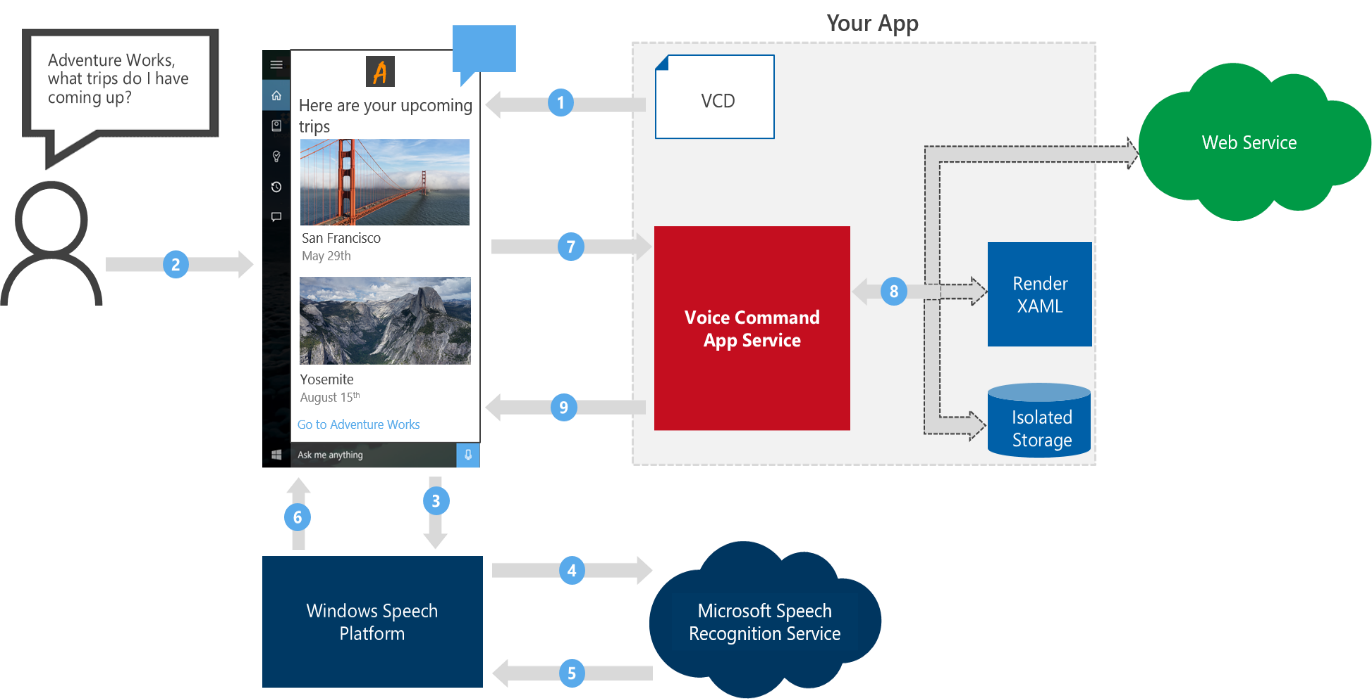 Your App
Adventure Works,
what trips do I have
coming up?
A
Here are your upcoming
trips
San Francisco
May 29th
Yosemite
August 15th
Go to Adventure Works
Ask me anything
1
VCD
Web Service
2
7
Voice Command
App Service
8
Render
XAML
9
Isolated
Storage
3
6
Windows Speech
Platform
4
Microsoft Speech
Recognition Service
5